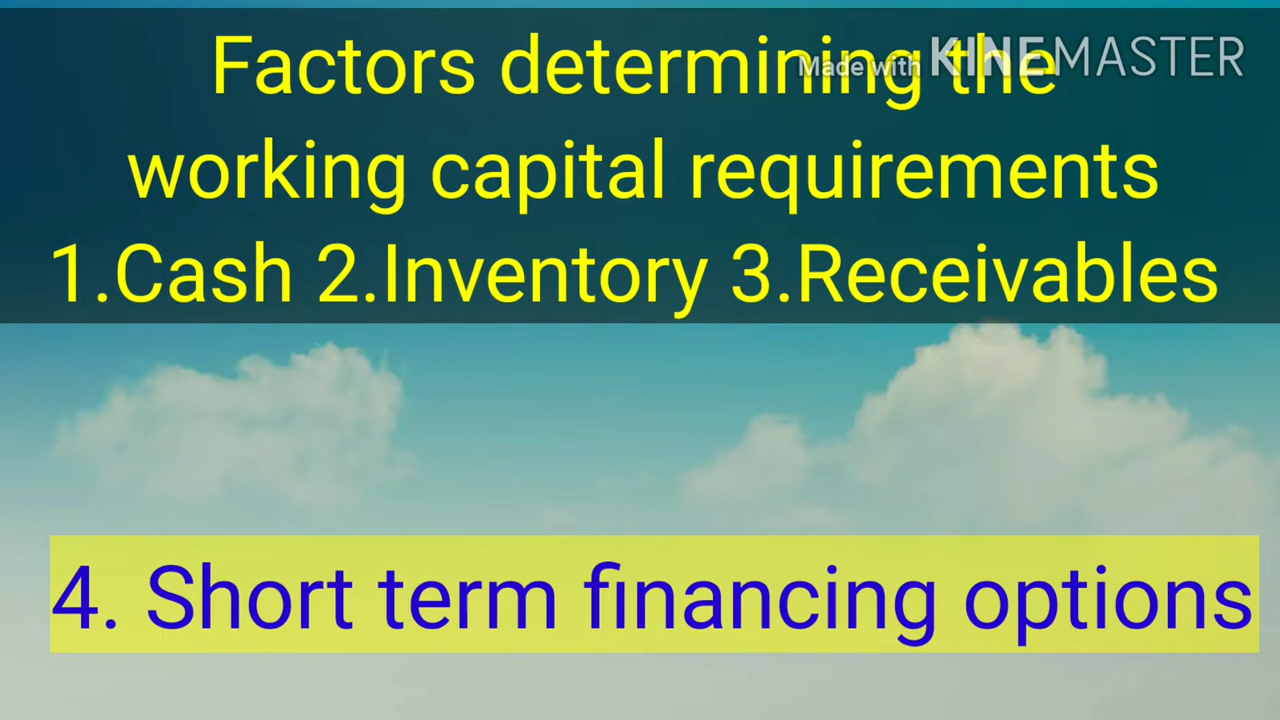 Factors determining the
Made with KINEMASTER
working capital requirements
1.Cash 2.Inventory 3.Receivables
4. Short term financing options